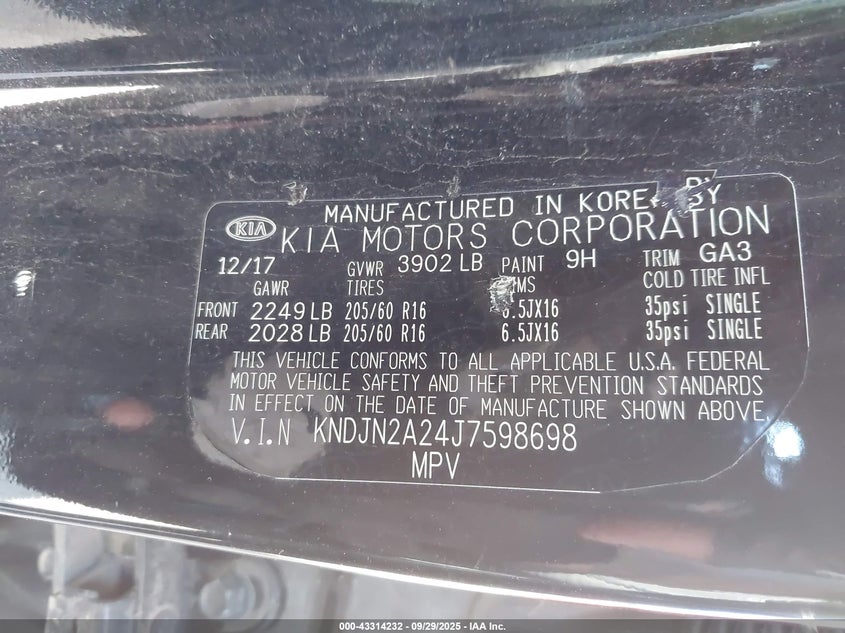 MANUFACTURED IN KORE BY
KIA KIA MOTORS CORPORATION
12/17 GVWR 3902 LB PAINT 9H TRIM GA3
GAWR TIRES COLD TIRE INFL
FRONT 2249 LB 205/60 R16 .5JX16 35psi SINGLE
REAR 2028 LB 205/60 R16 6.5JX16 35psi SINGLE
THIS VEHICLE CONFORMS TO ALL APPLICABLE U.S.A. FEDERAL
MOTOR VEHICLE SAFETY AND THEFT PREVENTION STANDARDS
IN EFFECT ON THE DATE OF MANUFACTURE SHOWN ABOVE.
V.I.N KNDJN2A24J7598698
MPV
000-43314232 - 09/29/2025 - IAA Inc.